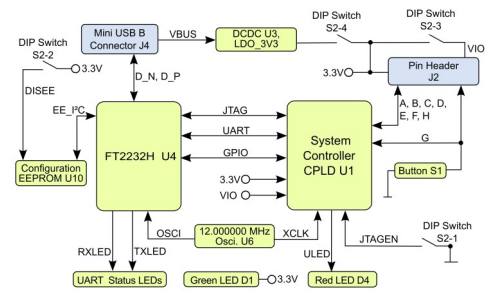 DIP Switch
S2-2
3.3V
DISEE
Mini USB B
Connector J4
VBUS
DCDC U3,
LDO_3V3
DIP Switch
S2-4
DIP Switch
S2-3
VIO
3.3V
Pin Header
J2
D_N, D_P
EE_I²C
A, B, C, D,
E, F, H
G
JTAG
UART
GPIO
FT2232H U4
System
Controller
CPLD U1
3.3V
VIO
Configuration
EEPROM U10
Button S1
OSCI
12.000000 MHz
Osci. U6
XCLK
RXLED
TXLED
ULED
JTAGEN
DIP Switch
S2-1
UART Status LEDs
Green LED D1
3.3V
Red LED D4